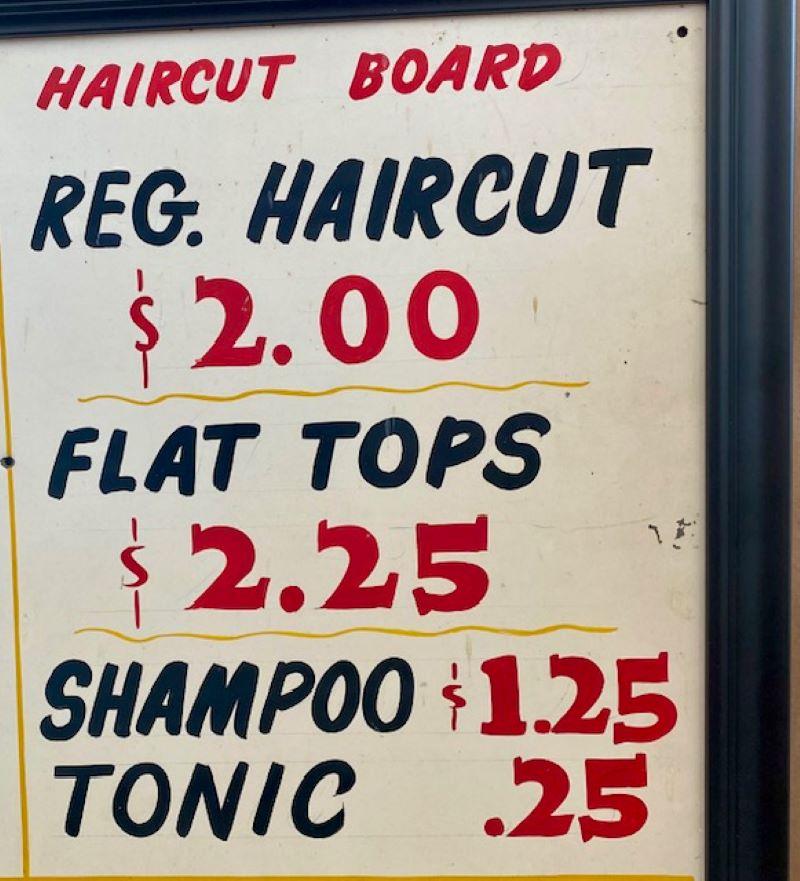 HAIRCUT BOARD
REG. HAIRCUT
$2.00
FLAT TOPS
$2.25
SHAMPOO $1.25
TONIC .25